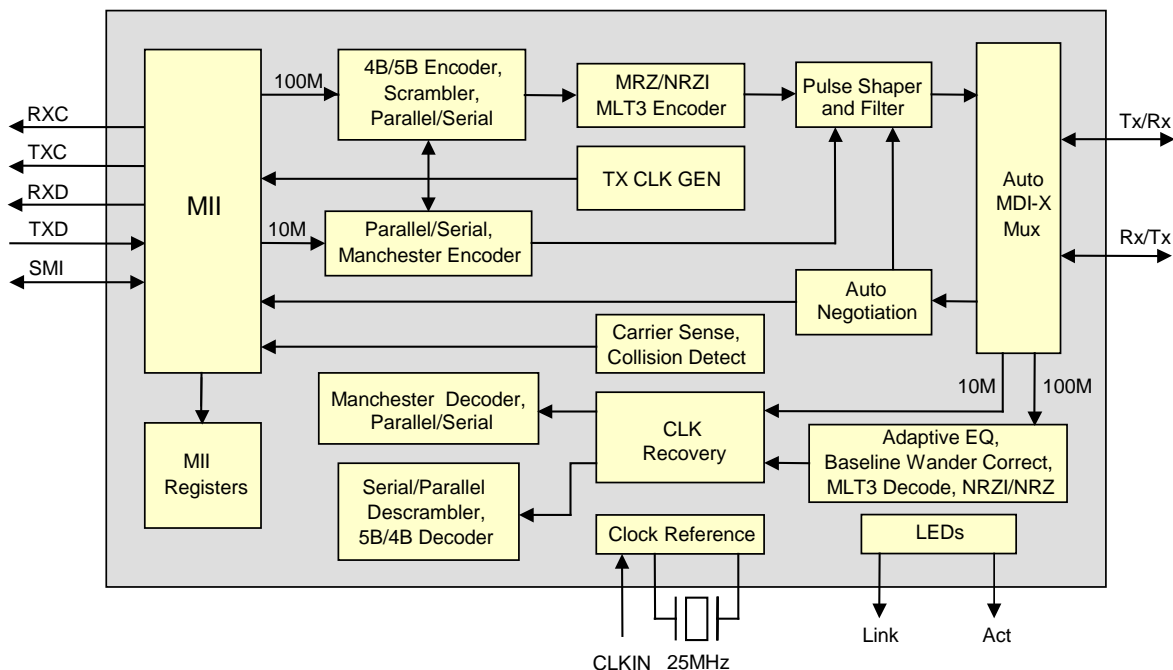 RXC
TXC
RXD
TXD
SMI
MII
100M
4B/5B Encoder,
Scrambler,
Parallel/Serial
MRZ/NRZI
MLT3 Encoder
Pulse Shaper
and Filter
TX CLK GEN
10M
Parallel/Serial,
Manchester Encoder
Auto
MDI-X
Mux
Tx/Rx
Rx/Tx
Auto
Negotiation
Carrier Sense,
Collision Detect
10M
100M
Manchester Decoder,
Parallel/Serial
CLK
Recovery
Adaptive EQ,
Baseline Wander Correct,
MLT3 Decode, NRZI/NRZ
MII
Registers
Serial/Parallel
Descrambler,
5B/4B Decoder
Clock Reference
LEDs
CLKIN
25MHz
Link
Act